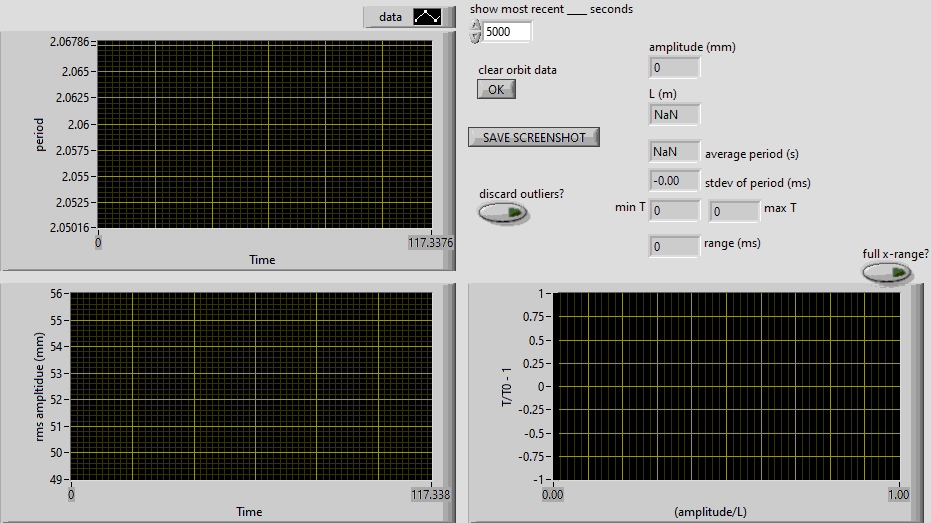 data
2.06786
2.065
2.0625
2.06
2.0575
2.055
2.0525
2.05016
period
0
117.3376
Time
show most recent ____ seconds
5000
clear orbit data
OK
SAVE SCREENSHOT
discard outliers?
amplitude (mm)
0
L (m)
NaN
NaN average period (s)
-0.00 stdev of period (ms)
min T 0 0 max T
0 range (ms)
full x-range?
56
55
54
53
52
51
50
49
rms ampltidue (mm)
0
117.338
Time
1
0.75
0.5
0.25
0
-0.25
-0.5
-0.75
-1
T/T0 - 1
0.00
1.00
(amplitude/L)